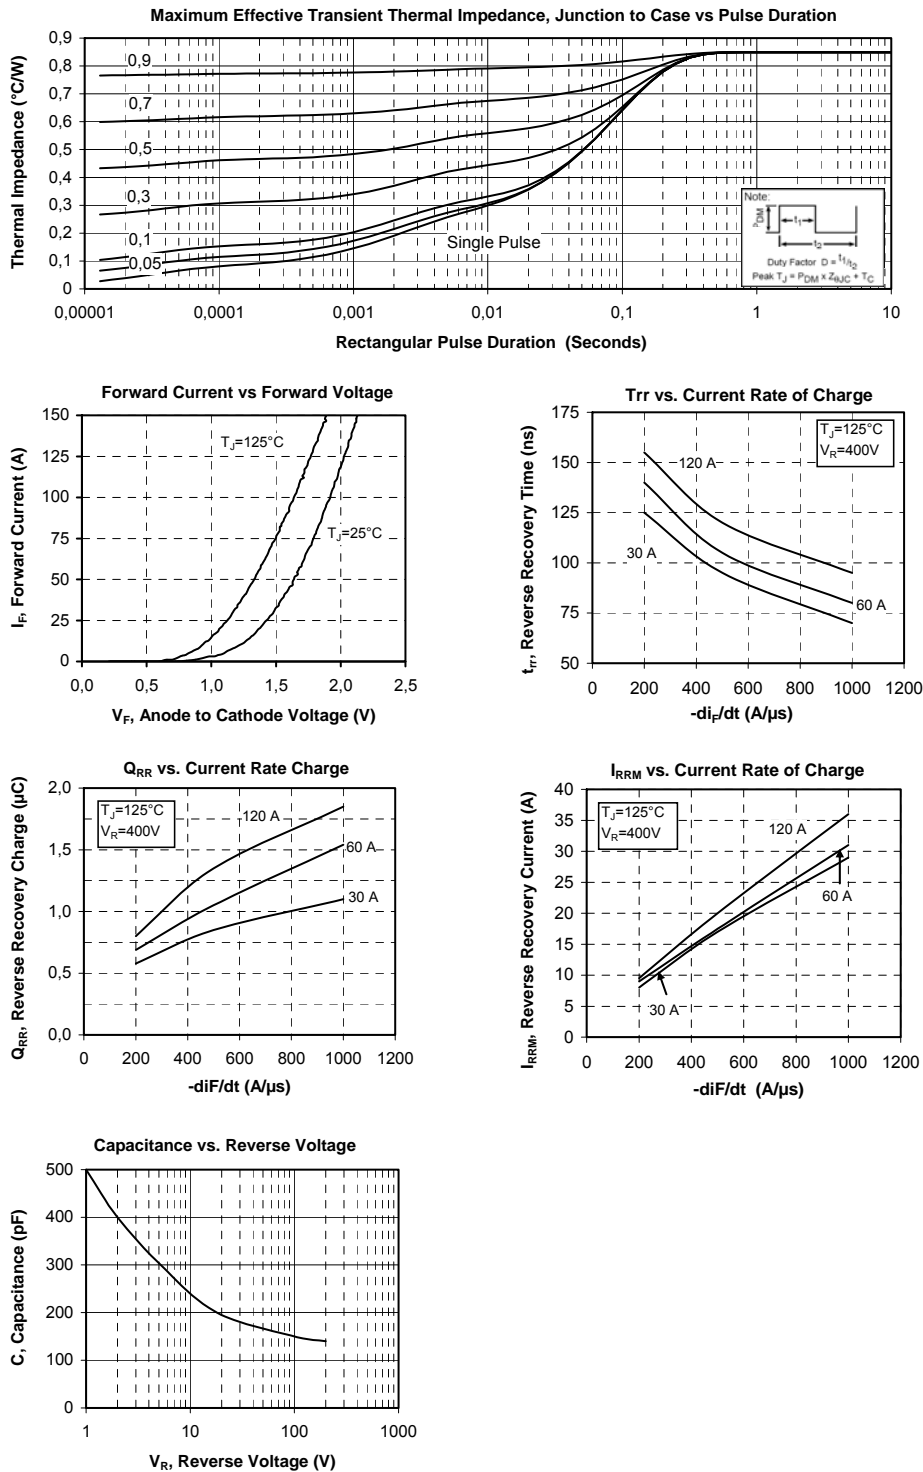 Maximum Effective Transient Thermal Impedance, Junction to Case vs Pulse Duration
Thermal Impedance (°C/W)
0,9
0,8
0,7
0,6
0,5
0,4
0,3
0,2
0,1
0
0,9
0,7
0,5
0,3
0,1
0,05
Single Pulse
Note:
PDM
t1
t2
Duty Factor D = t1/t2
Peak TJ = PDM x ZθJC + TC
0,00001 0,0001 0,001 0,01 0,1 1 10
Rectangular Pulse Duration (Seconds)
Forward Current vs Forward Voltage
IF, Forward Current (A)
150
125
100
75
50
25
0
TJ=125°C
TJ=25°C
0,0 0,5 1,0 1,5 2,0 2,5
VF, Anode to Cathode Voltage (V)
Trr vs. Current Rate of Charge
trr, Reverse Recovery Time (ns)
175
150
125
100
75
50
TJ=125°C
VR=400V
120 A
30 A
60 A
0 200 400 600 800 1000 1200
-diF/dt (A/µs)
QRR vs. Current Rate Charge
QRR, Reverse Recovery Charge (µC)
2,0
1,5
1,0
0,5
0,0
TJ=125°C
VR=400V
120 A
60 A
30 A
0 200 400 600 800 1000 1200
-diF/dt (A/µs)
IRRM vs. Current Rate of Charge
IRRM, Reverse Recovery Current (A)
40
35
30
25
20
15
10
5
0
TJ=125°C
VR=400V
120 A
60 A
30 A
0 200 400 600 800 1000 1200
-diF/dt (A/µs)
Capacitance vs. Reverse Voltage
C, Capacitance (pF)
500
400
300
200
100
0
1 10 100 1000
VR, Reverse Voltage (V)